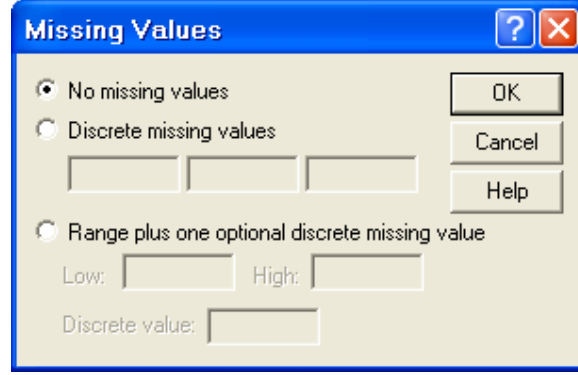 Missing Values
No missing values
OK
Discrete missing values
Cancel
Help
Range plus one optional discrete missing value
Low: High:
Discrete value: